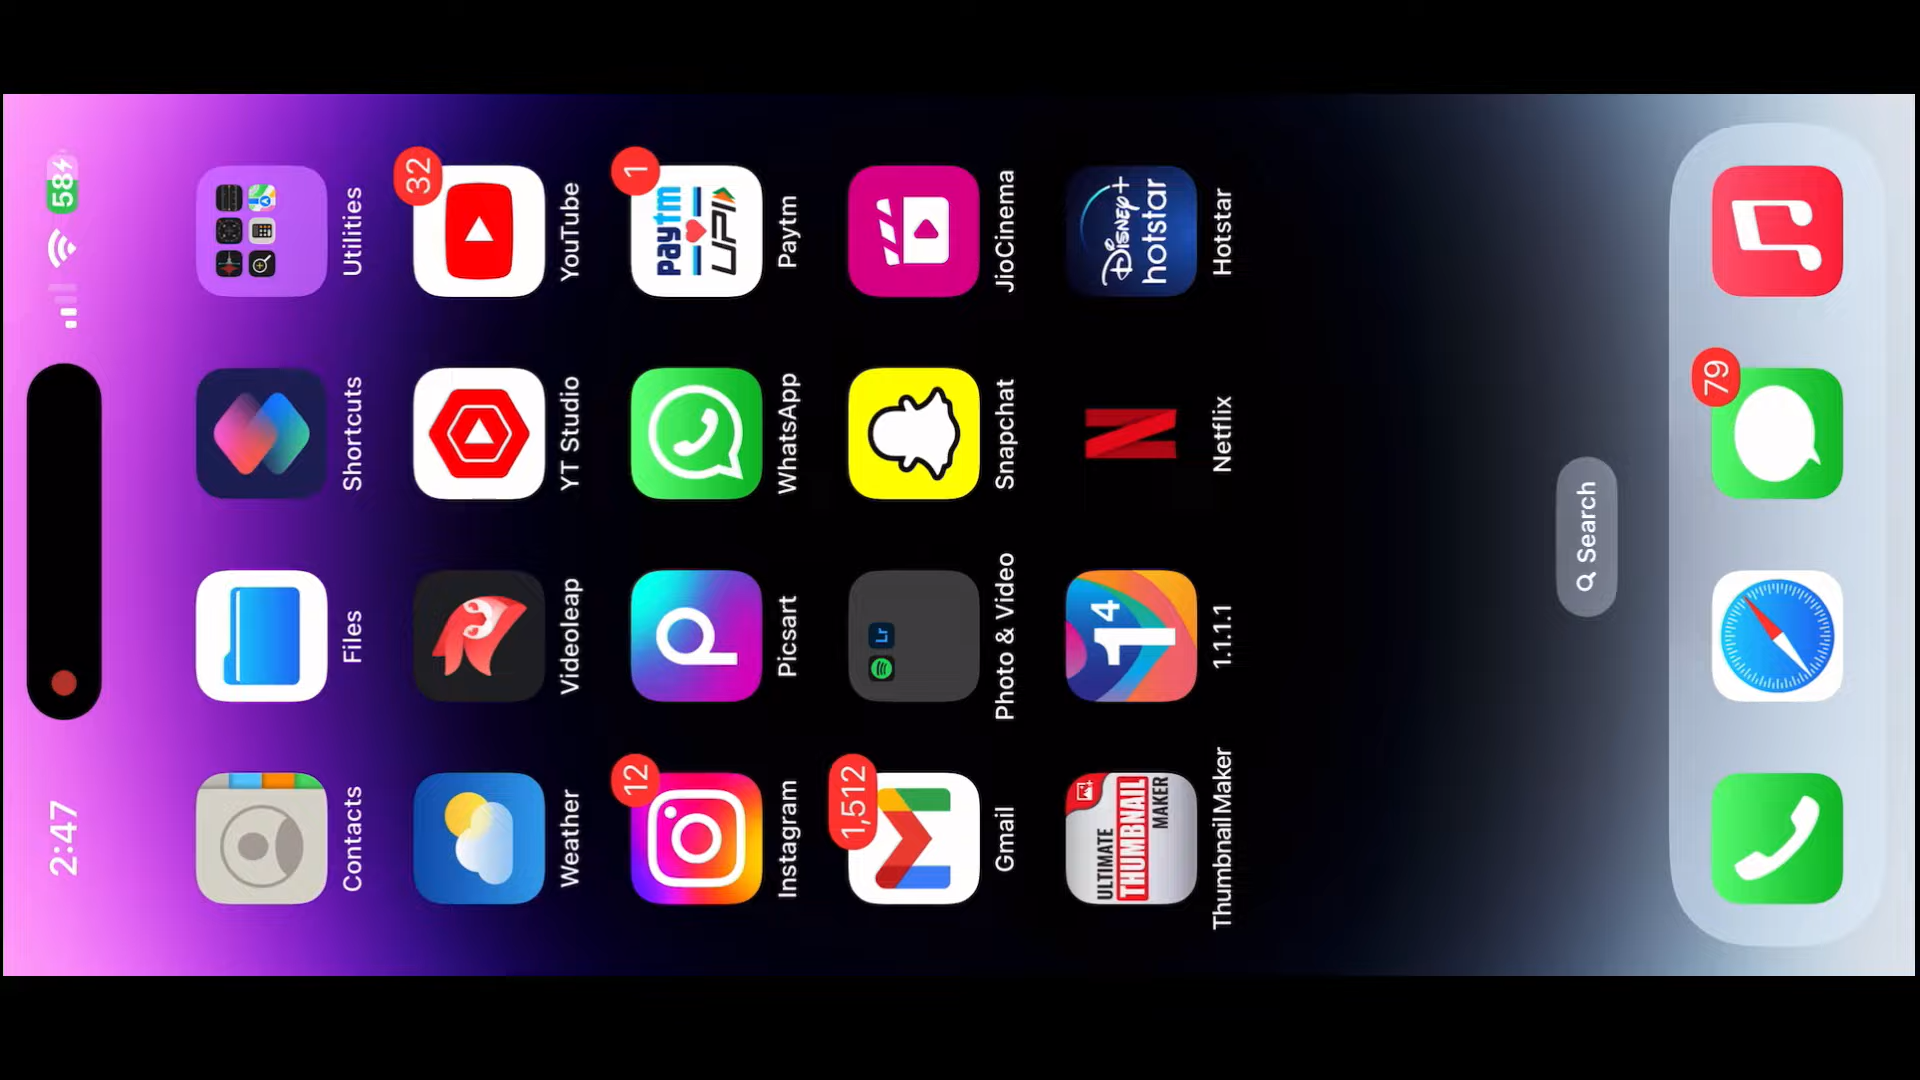 2:47
58
Contacts
Files
Shortcuts
Utilities
32
Weather
Videoleap
YT Studio
YouTube
12
1
paytm
UPI
Instagram
Picsart
WhatsApp
Paytm
1,512
Lr
Gmail
Photo & Video
Snapchat
JioCinema
ULTIMATE
THUMBNAIL
MAKER
1⁴
N
Disney+
hotstar
Thumbnail Maker
1.1.1.1
Netflix
Hotstar
Search
79